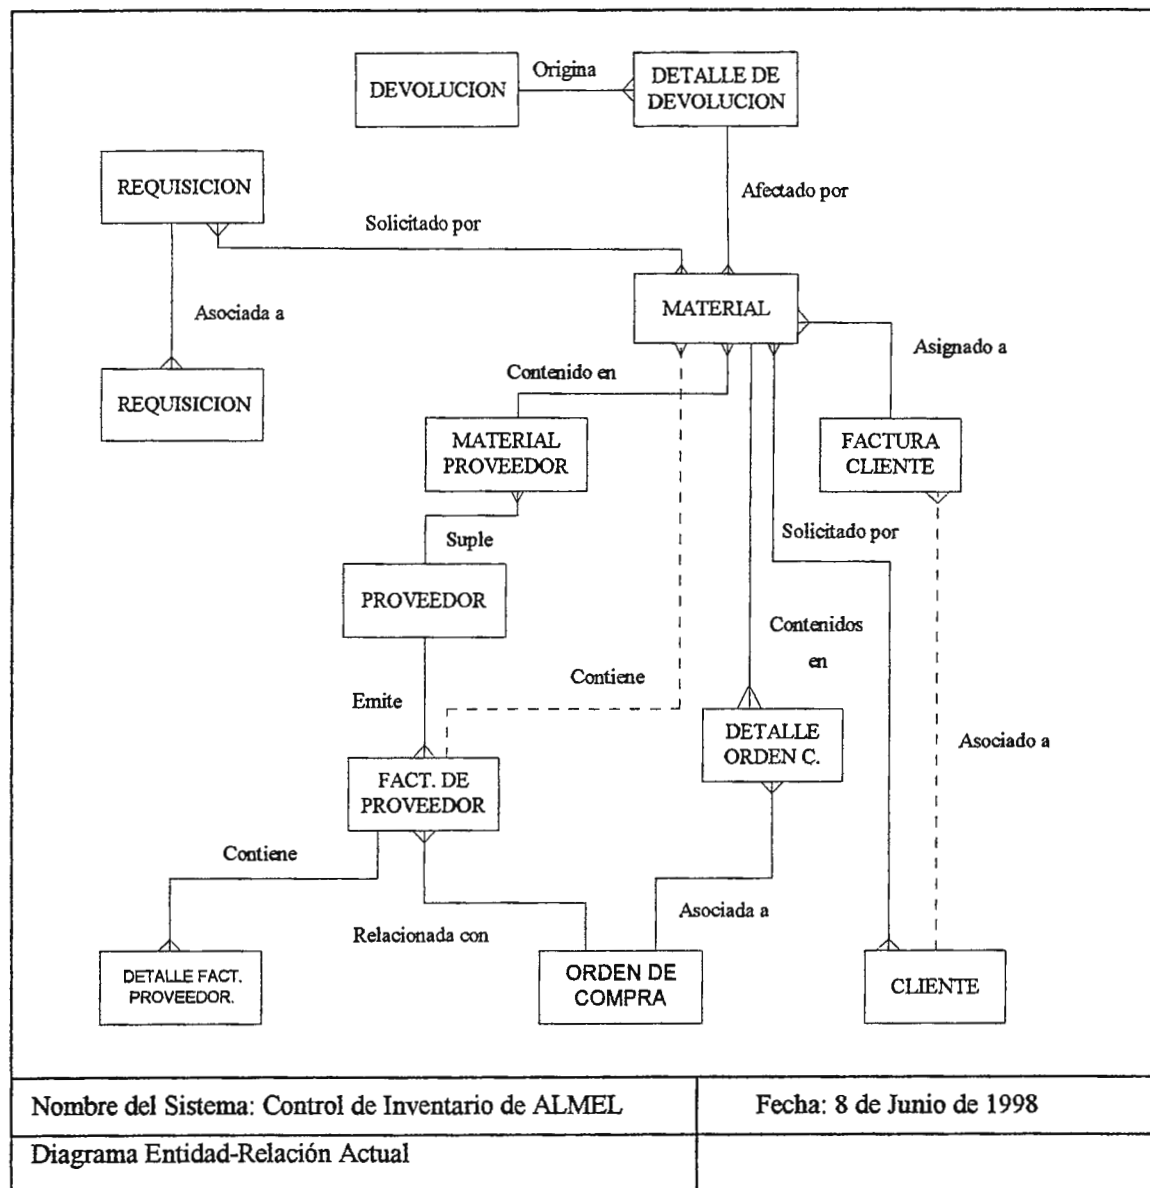 DEVOLUCION
Origina
DETALLE DE
DEVOLUCION
REQUISICION
Afectado por
Solicitado por
Asociada a
MATERIAL
Asignado a
Contenido en
REQUISICION
MATERIAL
PROVEEDOR
FACTURA
CLIENTE
Suple
Solicitado por
PROVEEDOR
Contenidos
en
Emite
Contiene
DETALLE
ORDEN C.
Asociado a
FACT. DE
PROVEEDOR
Contiene
Relacionada con
Asociada a
DETALLE FACT.
PROVEEDOR.
ORDEN DE
COMPRA
CLIENTE
Nombre del Sistema: Control de Inventario de ALMEL
Fecha: 8 de Junio de 1998
Diagrama Entidad-Relación Actual